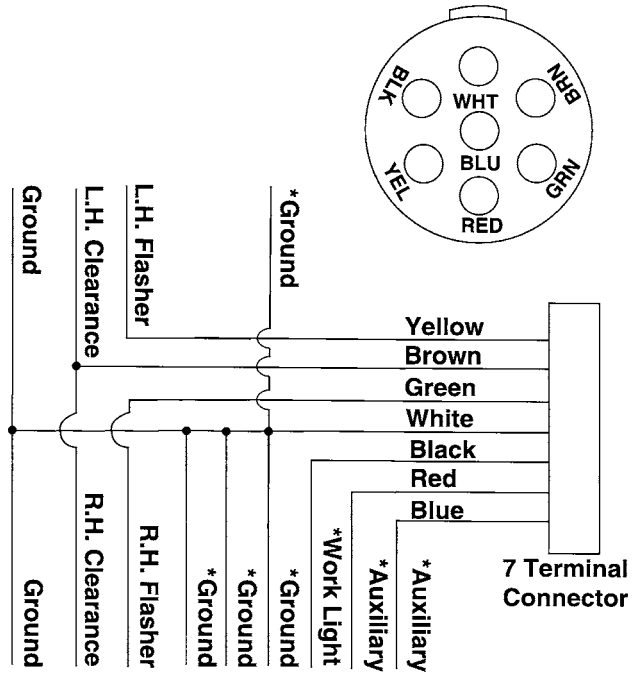 BLK
BRN
WHT
BLU
YEL
GRN
RED
Ground
L.H. Clearance
L.H. Flasher
*Ground
Yellow
Brown
Green
White
Black
Red
Blue
Ground
R.H. Clearance
R.H. Flasher
*Ground
*Ground
*Ground
*Work Light
*Auxiliary
*Auxiliary
7 Terminal
Connector